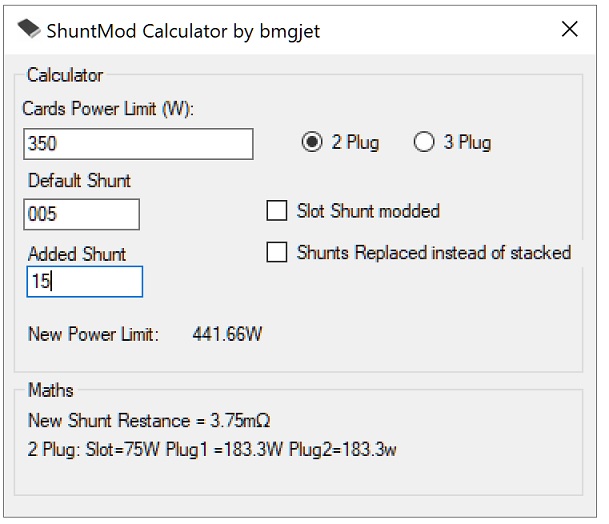 ShuntMod Calculator by bmgjet
Calculator
Cards Power Limit (W):
350
2 Plug
3 Plug
Default Shunt
005
Slot Shunt modded
Added Shunt
15
Shunts Replaced instead of stacked
New Power Limit: 441.66W
Maths
New Shunt Restance = 3.75mΩ
2 Plug: Slot=75W Plug1 =183.3W Plug2=183.3w